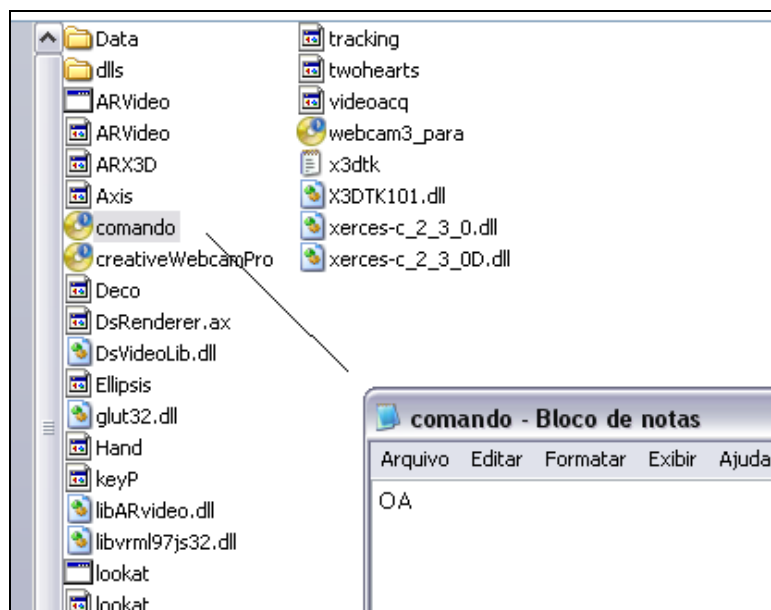 Data
dlls
ARVideo
ARVideo
ARX3D
Axis
comando
creativeWebcamPro
Deco
DsRenderer.ax
DsVideoLib.dll
Ellipsis
glut32.dll
Hand
keyP
libARvideo.dll
libvrml97js32.dll
lookat
lookat
tracking
twohearts
videoacq
webcam3_para
x3dtk
X3DTK101.dll
xerces-c_2_3_0.dll
xerces-c_2_3_0D.dll
comando - Bloco de notas
Arquivo Editar Formatar Exibir Ajuda
OA